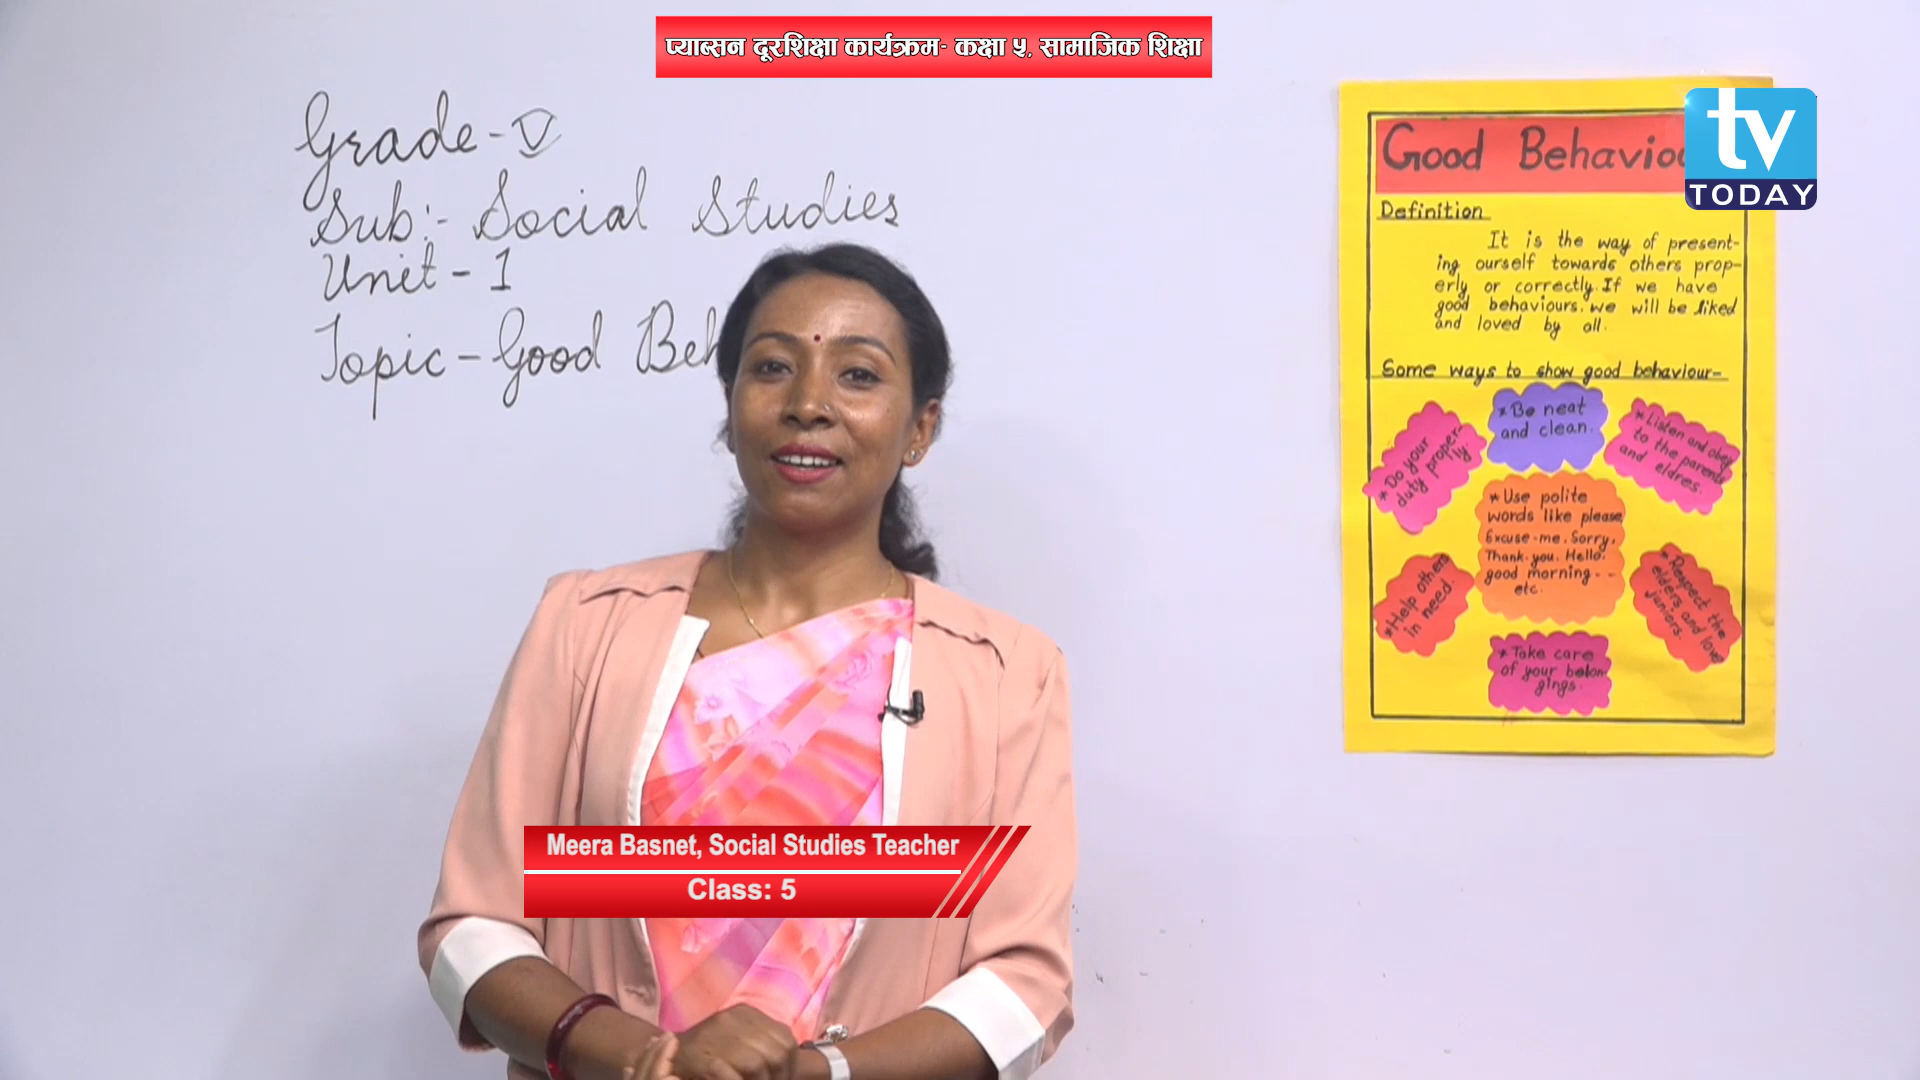 प्याब्सन दूरशिक्षा कार्यक्रम- कक्षा ५, सामाजिक शिक्षा
Grade - V
Sub:- Social Studies
Unit - 1
Topic - Good Beh
tv
TODAY
Good Behaviou
Definition
It is the way of present-
ing ourself towards others prop-
erly or correctly. If we have
good behaviours. we will be liked
and loved by all.
Some ways to show good behaviour-
* Do your
duty proper-
ly.
* Be neat
and clean.
* Listen and obey
to the parents
and eldres.
* Use polite
words like please,
Excuse-me. Sorry,
Thank. you. Hello.
good morning--
etc.
* Help others
in need.
* Respect the
elders and love
juniors.
* Take care
of your belon
gings.
Meera Basnet, Social Studies Teacher
Class: 5